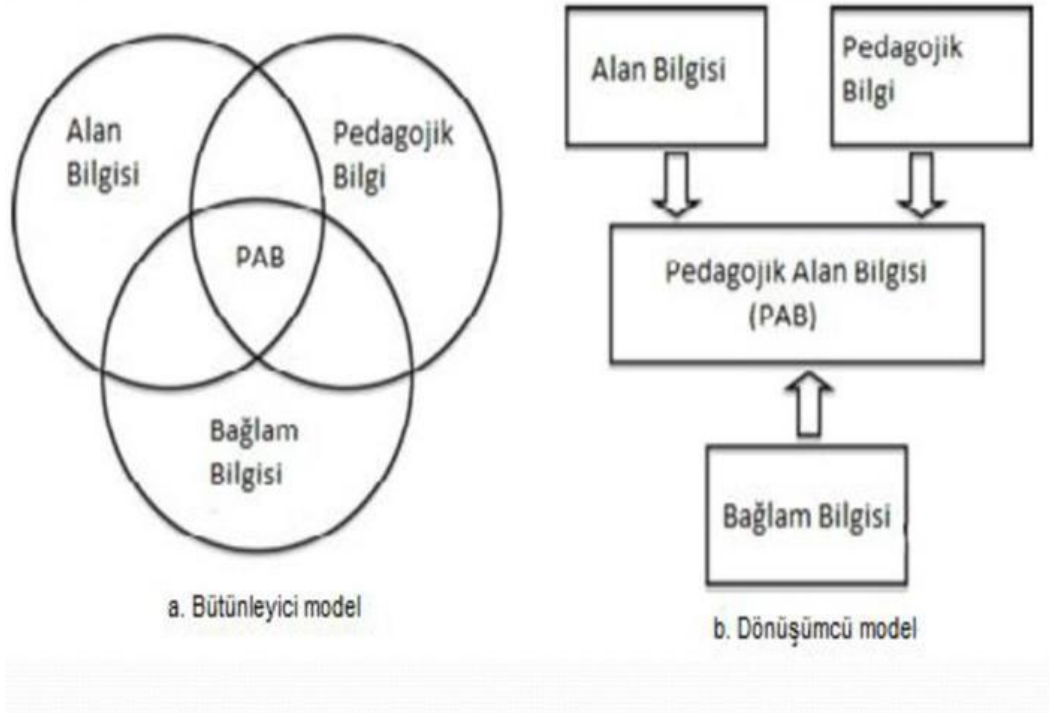 Alan
Bilgisi
Pedagojik
Bilgi
PAB
Bağlam
Bilgisi
a. Bütünleyici model
Alan Bilgisi
Pedagojik
Bilgi
Pedagojik Alan Bilgisi
(PAB)
Bağlam Bilgisi
b. Dönüşümcü model